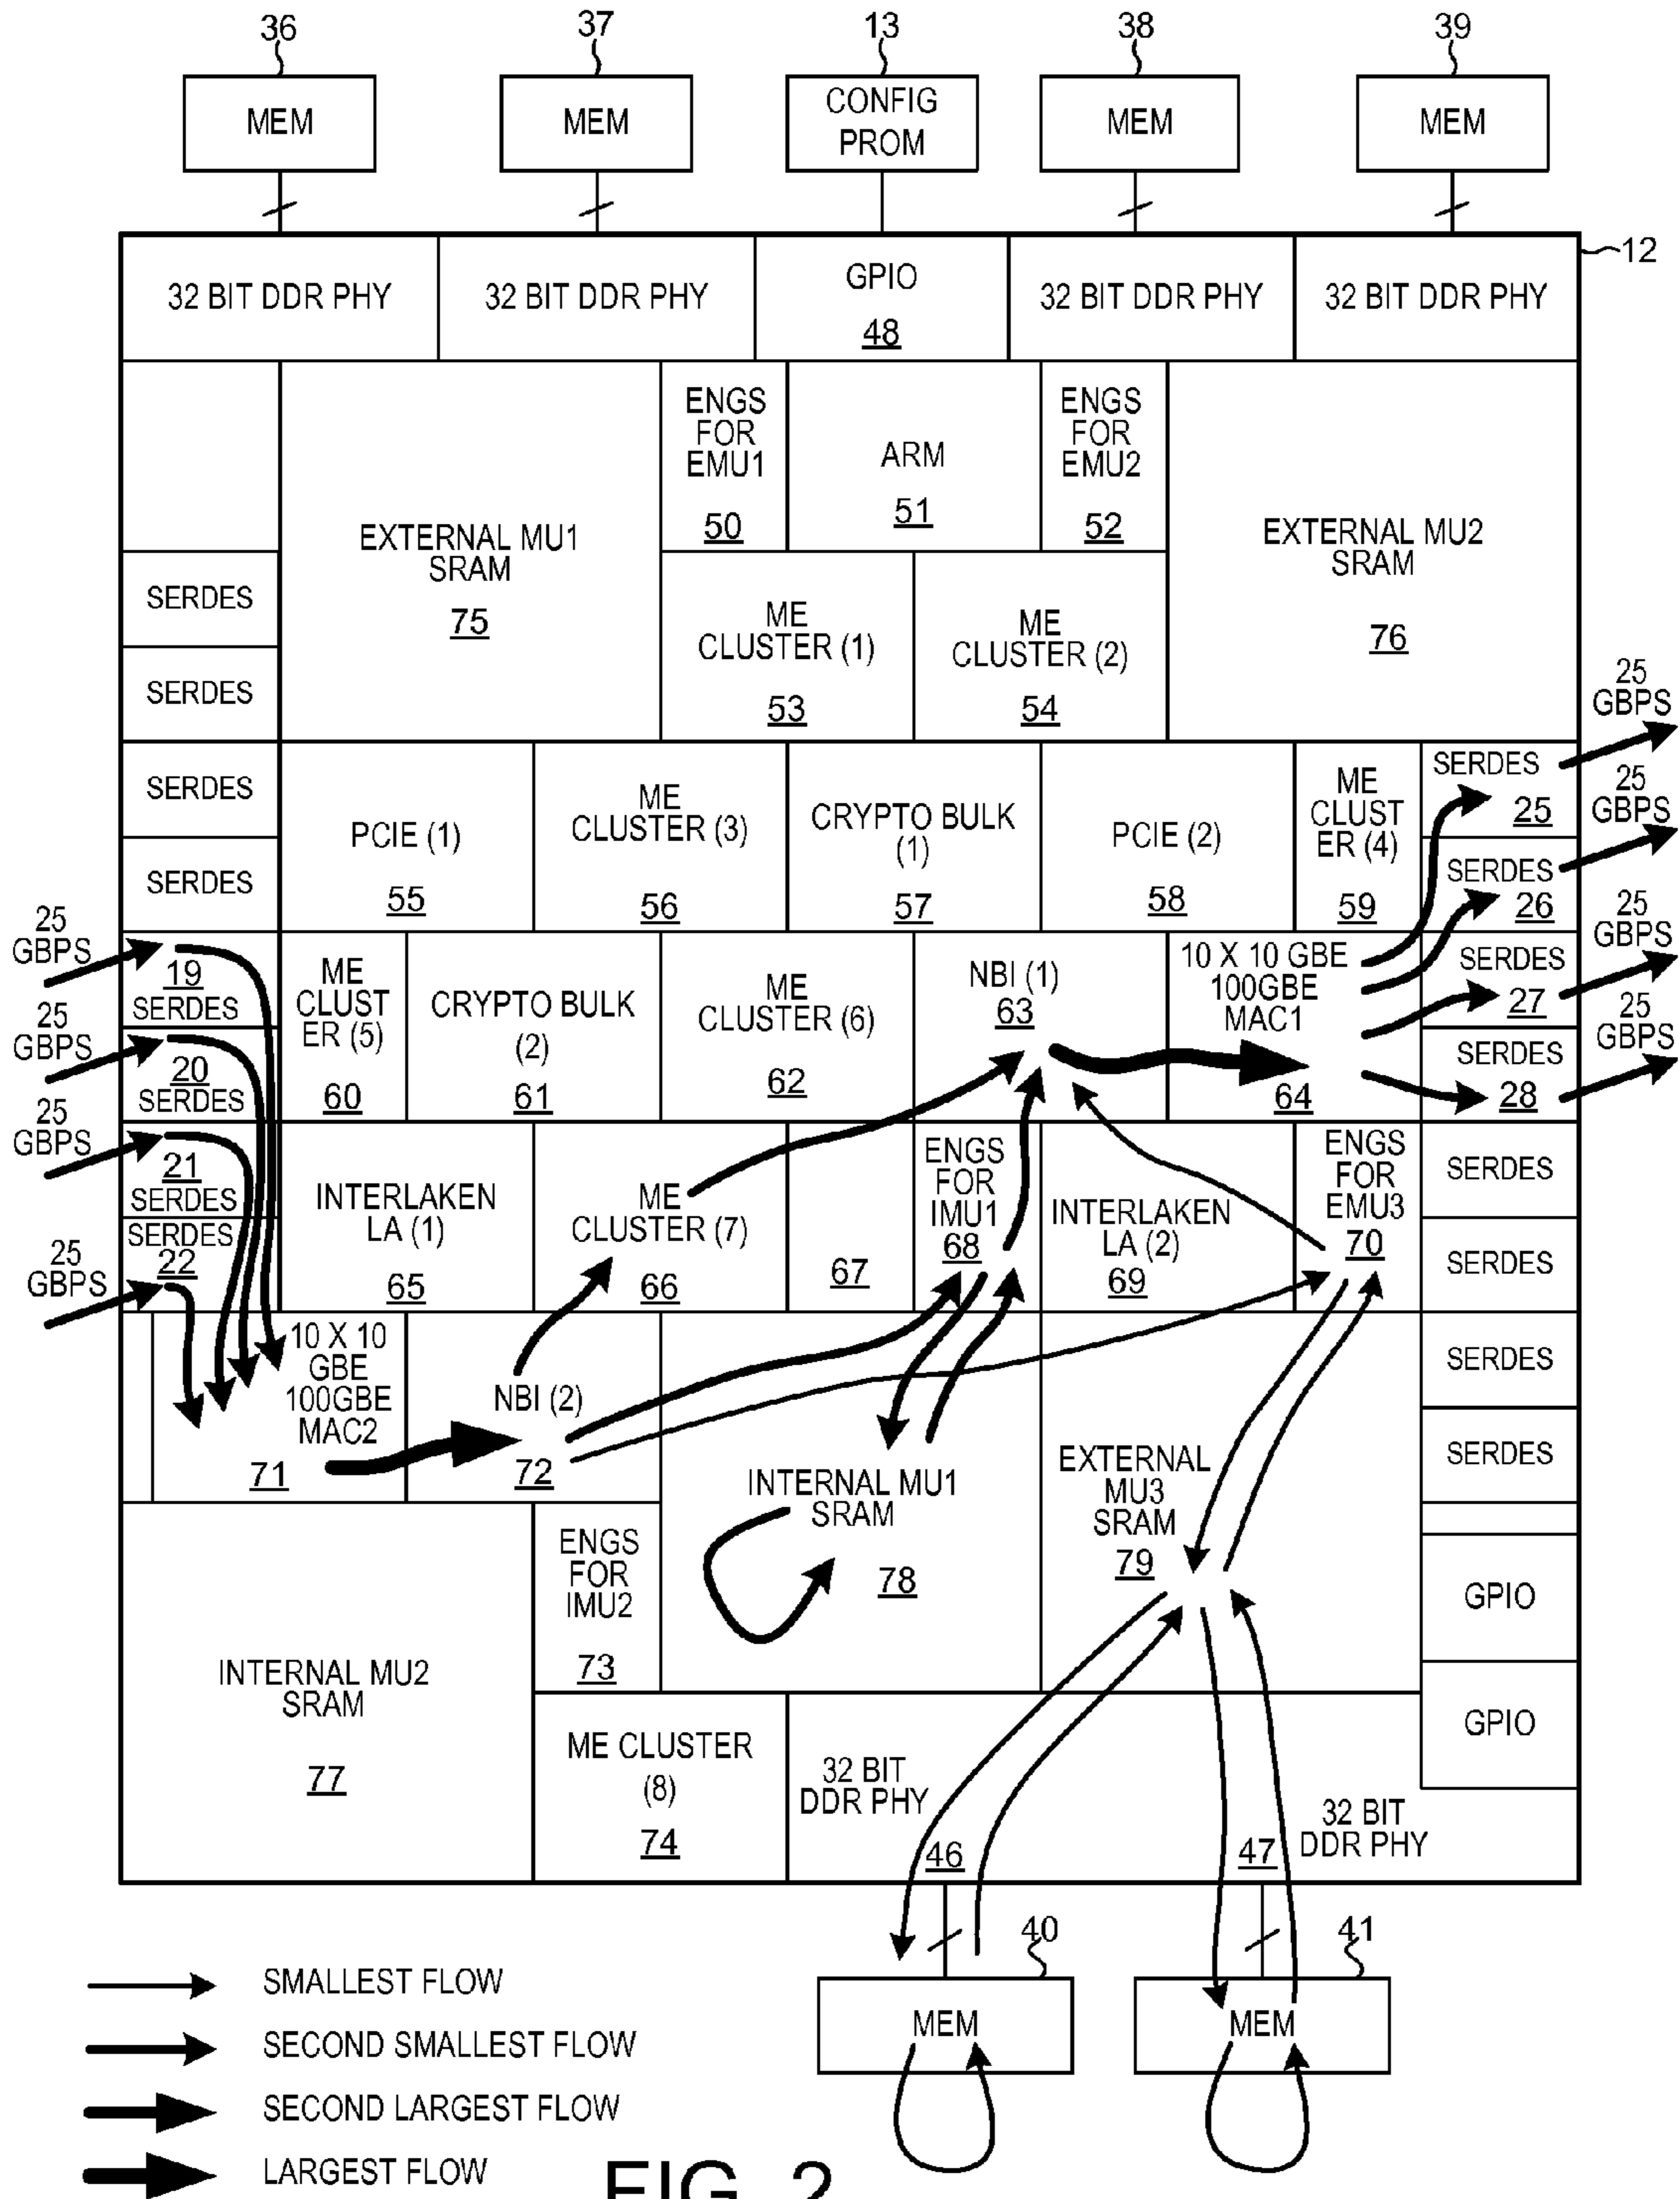 36
37
13
38
39
MEM
MEM
CONFIG
PROM
MEM
MEM
12
32 BIT DDR PHY
32 BIT DDR PHY
GPIO
48
32 BIT DDR PHY
32 BIT DDR PHY
EXTERNAL MU1
SRAM
75
ENGS
FOR
EMU1
50
ARM
51
ENGS
FOR
EMU2
52
EXTERNAL MU2
SRAM
76
SERDES
SERDES
ME
CLUSTER (1)
53
ME
CLUSTER (2)
54
SERDES
SERDES
PCIE (1)
55
ME
CLUSTER (3)
56
CRYPTO BULK
(1)
57
PCIE (2)
58
ME
CLUST
ER (4)
59
SERDES
25
25
GBPS
SERDES
26
25
GBPS
25
GBPS
19
SERDES
25
GBPS
20
SERDES
ME
CLUST
ER (5)
60
CRYPTO BULK
(2)
61
ME
CLUSTER (6)
62
NBI (1)
63
10 X 10 GBE
100GBE
MAC1
64
SERDES
27
25
GBPS
SERDES
28
25
GBPS
25
GBPS
21
SERDES
25
GBPS
SERDES
22
INTERLAKEN
LA (1)
65
ME
CLUSTER (7)
66
67
ENGS
FOR
IMU1
68
INTERLAKEN
LA (2)
69
ENGS
FOR
EMU3
70
SERDES
SERDES
10 X 10
GBE
100GBE
MAC2
71
NBI (2)
72
INTERNAL MU1
SRAM
78
EXTERNAL
MU3
SRAM
79
SERDES
SERDES
GPIO
GPIO
INTERNAL MU2
SRAM
77
ENGS
FOR
IMU2
73
ME CLUSTER
(8)
74
32 BIT
DDR PHY
46
47
32 BIT
DDR PHY
40
41
MEM
MEM
SMALLEST FLOW
SECOND SMALLEST FLOW
SECOND LARGEST FLOW
LARGEST FLOW
FIG. 2